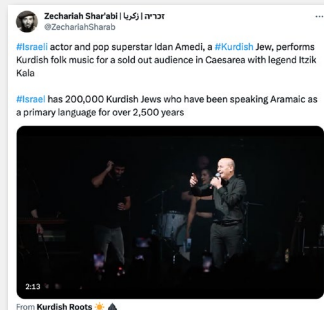 Zechariah Shar'abi | זכריה | زكريا
@ZechariahSharab
#Israeli actor and pop superstar Idan Amedi, a #Kurdish Jew, performs
Kurdish folk music for a sold out audience in Caesarea with legend Itzik
Kala
#Israel has 200,000 Kurdish Jews who have been speaking Aramaic as
a primary language for over 2,500 years
2:13
From Kurdish Roots ☀️